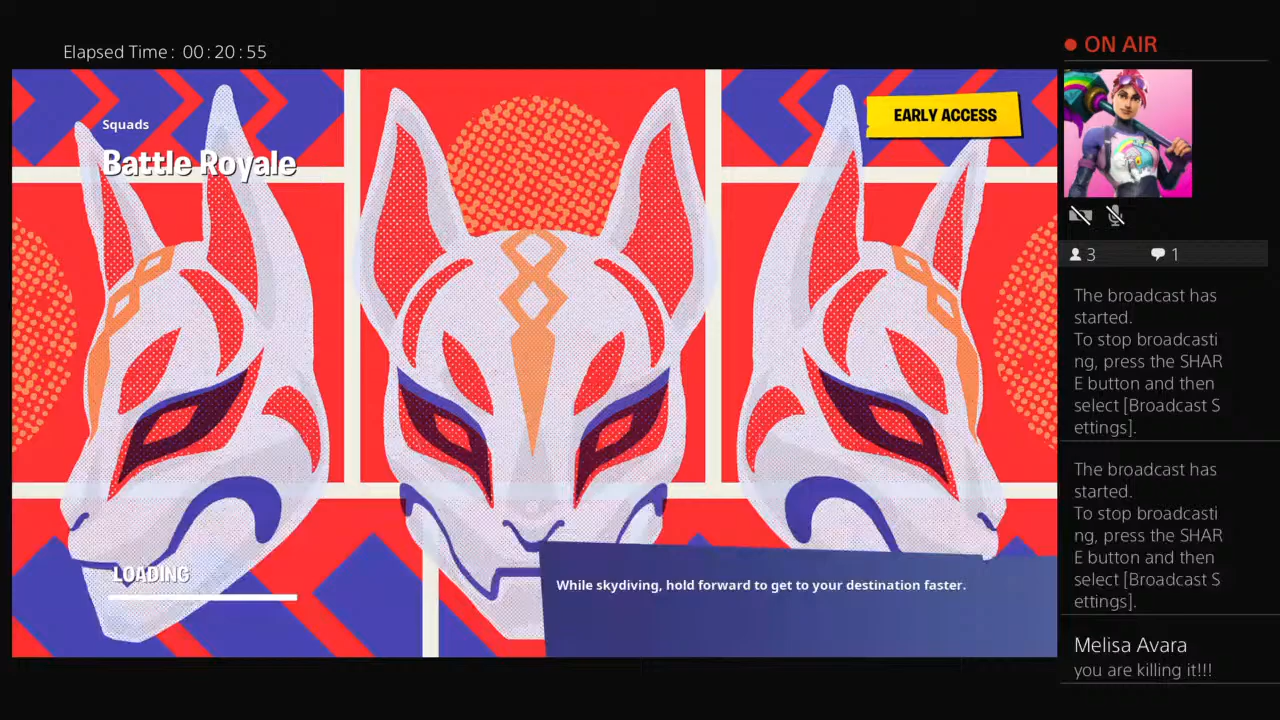 Elapsed Time: 00:20:55
ON AIR
Squads
Battle Royale
EARLY ACCESS
3
1
The broadcast has
started.
To stop broadcasti
ng, press the SHAR
E button and then
select [Broadcast S
ettings].
The broadcast has
started.
To stop broadcasti
ng, press the SHAR
E button and then
select [Broadcast S
ettings].
LOADING
While skydiving, hold forward to get to your destination faster.
Melisa Avara
you are killing it!!!